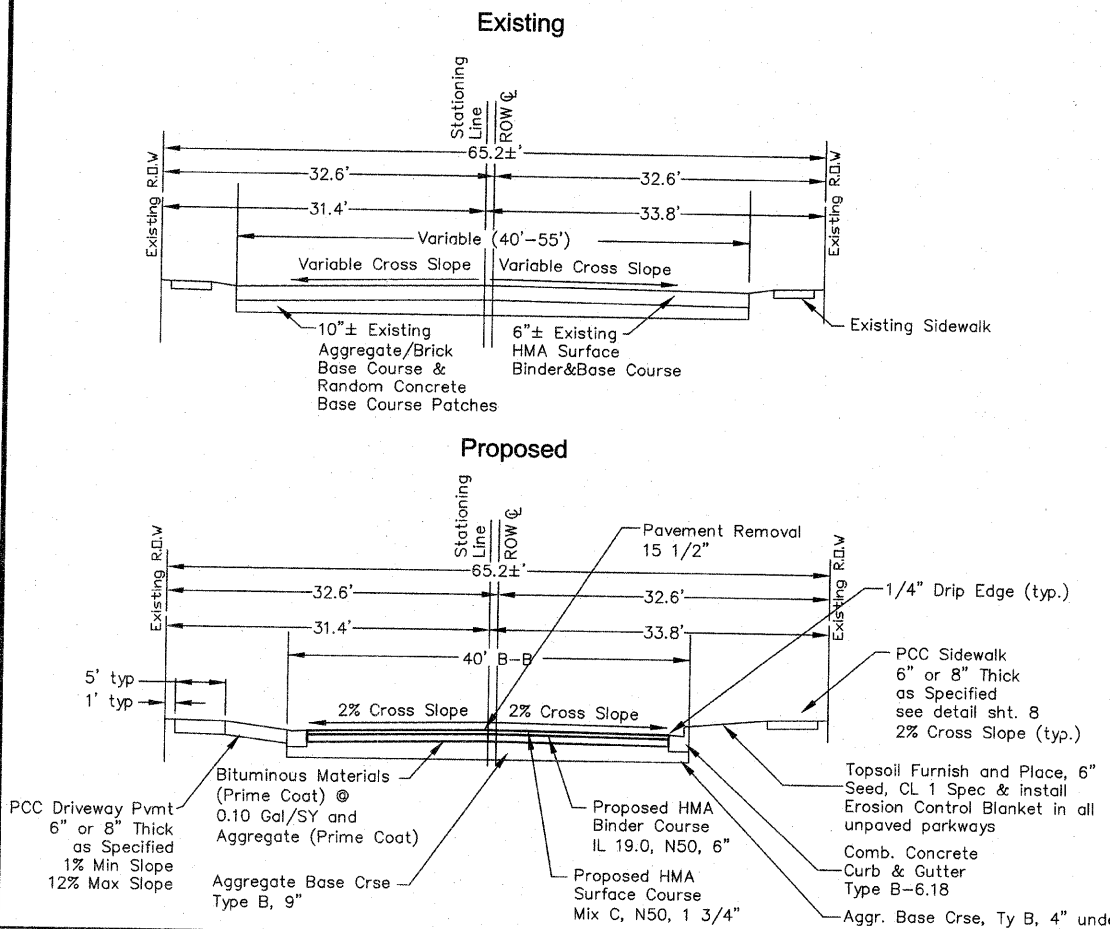 Existing
Stationing
Line
ROW ℄
65.2±'
32.6'
32.6'
31.4'
33.8'
Existing R.O.W
Existing R.O.W
Variable (40'-55')
Variable Cross Slope
Variable Cross Slope
10"± Existing
Aggregate/Brick
Base Course &
Random Concrete
Base Course Patches
6"± Existing
HMA Surface
Binder&Base Course
Existing Sidewalk
Proposed
Stationing
Line
ROW ℄
Pavement Removal
15 1/2"
65.2±'
32.6'
32.6'
31.4'
33.8'
Existing R.O.W
Existing R.O.W
1/4" Drip Edge (typ.)
40' B-B
5' typ
1' typ
2% Cross Slope
2% Cross Slope
PCC Sidewalk
6" or 8" Thick
as Specified
see detail sht. 8
2% Cross Slope (typ.)
PCC Driveway Pvmt
6" or 8" Thick
as Specified
1% Min Slope
12% Max Slope
Bituminous Materials
(Prime Coat) @
0.10 Gal/SY and
Aggregate (Prime Coat)
Aggregate Base Crse
Type B, 9"
Proposed HMA
Binder Course
IL 19.0, N50, 6"
Proposed HMA
Surface Course
Mix C, N50, 1 3/4"
Topsoil Furnish and Place, 6"
Seed, CL 1 Spec & install
Erosion Control Blanket in all
unpaved parkways
Comb. Concrete
Curb & Gutter
Type B-6.18
Aggr. Base Crse, Ty B, 4"